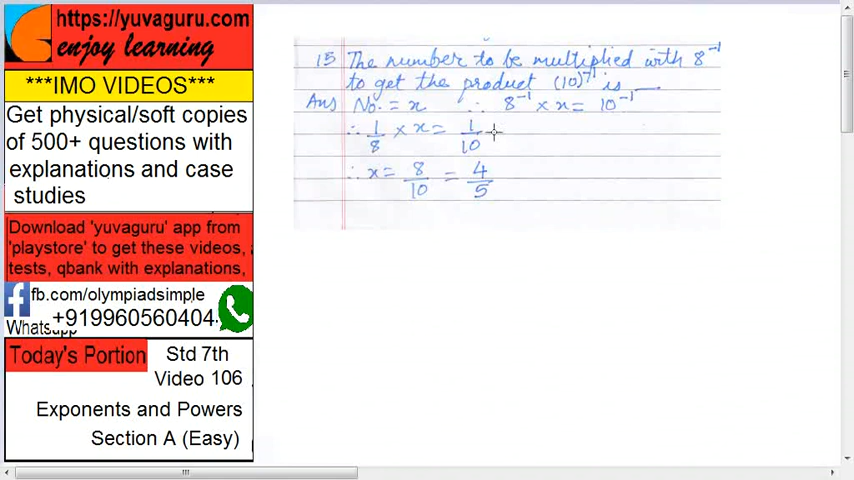 https://yuvaguru.com
enjoy learning
***IMO VIDEOS***
Get physical/soft copies
of 500+ questions with
explanations and case
studies
Download 'yuvaguru' app from
'playstore' to get these videos,
tests, qbank with explanations,
fb.com/olympiadsimple
Whatsapp +919960560404
Today's Portion
Std 7th
Video 106
Exponents and Powers
Section A (Easy)
15 The number to be multiplied with 8⁻¹
to get the product (10)⁻¹ is __
Ans No. = x ∴ 8⁻¹ × x = 10⁻¹
∴ 1/8 × x = 1/10
∴ x = 8/10 = 4/5